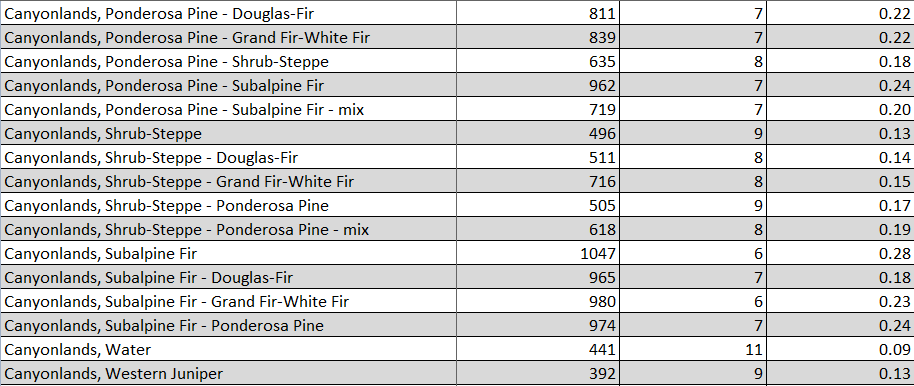 Canyonlands, Ponderosa Pine - Douglas-Fir 811 7 0.22
Canyonlands, Ponderosa Pine - Grand Fir-White Fir 839 7 0.22
Canyonlands, Ponderosa Pine - Shrub-Steppe 635 8 0.18
Canyonlands, Ponderosa Pine - Subalpine Fir 962 7 0.24
Canyonlands, Ponderosa Pine - Subalpine Fir - mix 719 7 0.20
Canyonlands, Shrub-Steppe 496 9 0.13
Canyonlands, Shrub-Steppe - Douglas-Fir 511 8 0.14
Canyonlands, Shrub-Steppe - Grand Fir-White Fir 716 8 0.15
Canyonlands, Shrub-Steppe - Ponderosa Pine 505 9 0.17
Canyonlands, Shrub-Steppe - Ponderosa Pine - mix 618 8 0.19
Canyonlands, Subalpine Fir 1047 6 0.28
Canyonlands, Subalpine Fir - Douglas-Fir 965 7 0.18
Canyonlands, Subalpine Fir - Grand Fir-White Fir 980 6 0.23
Canyonlands, Subalpine Fir - Ponderosa Pine 974 7 0.24
Canyonlands, Water 441 11 0.09
Canyonlands, Western Juniper 392 9 0.13